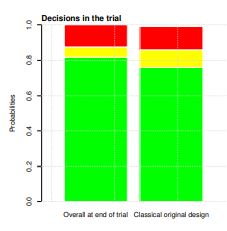 Decisions in the trial
1.0
0.8
0.6
0.4
0.2
0.0
Probabilities
Overall at end of trial
Classical original design